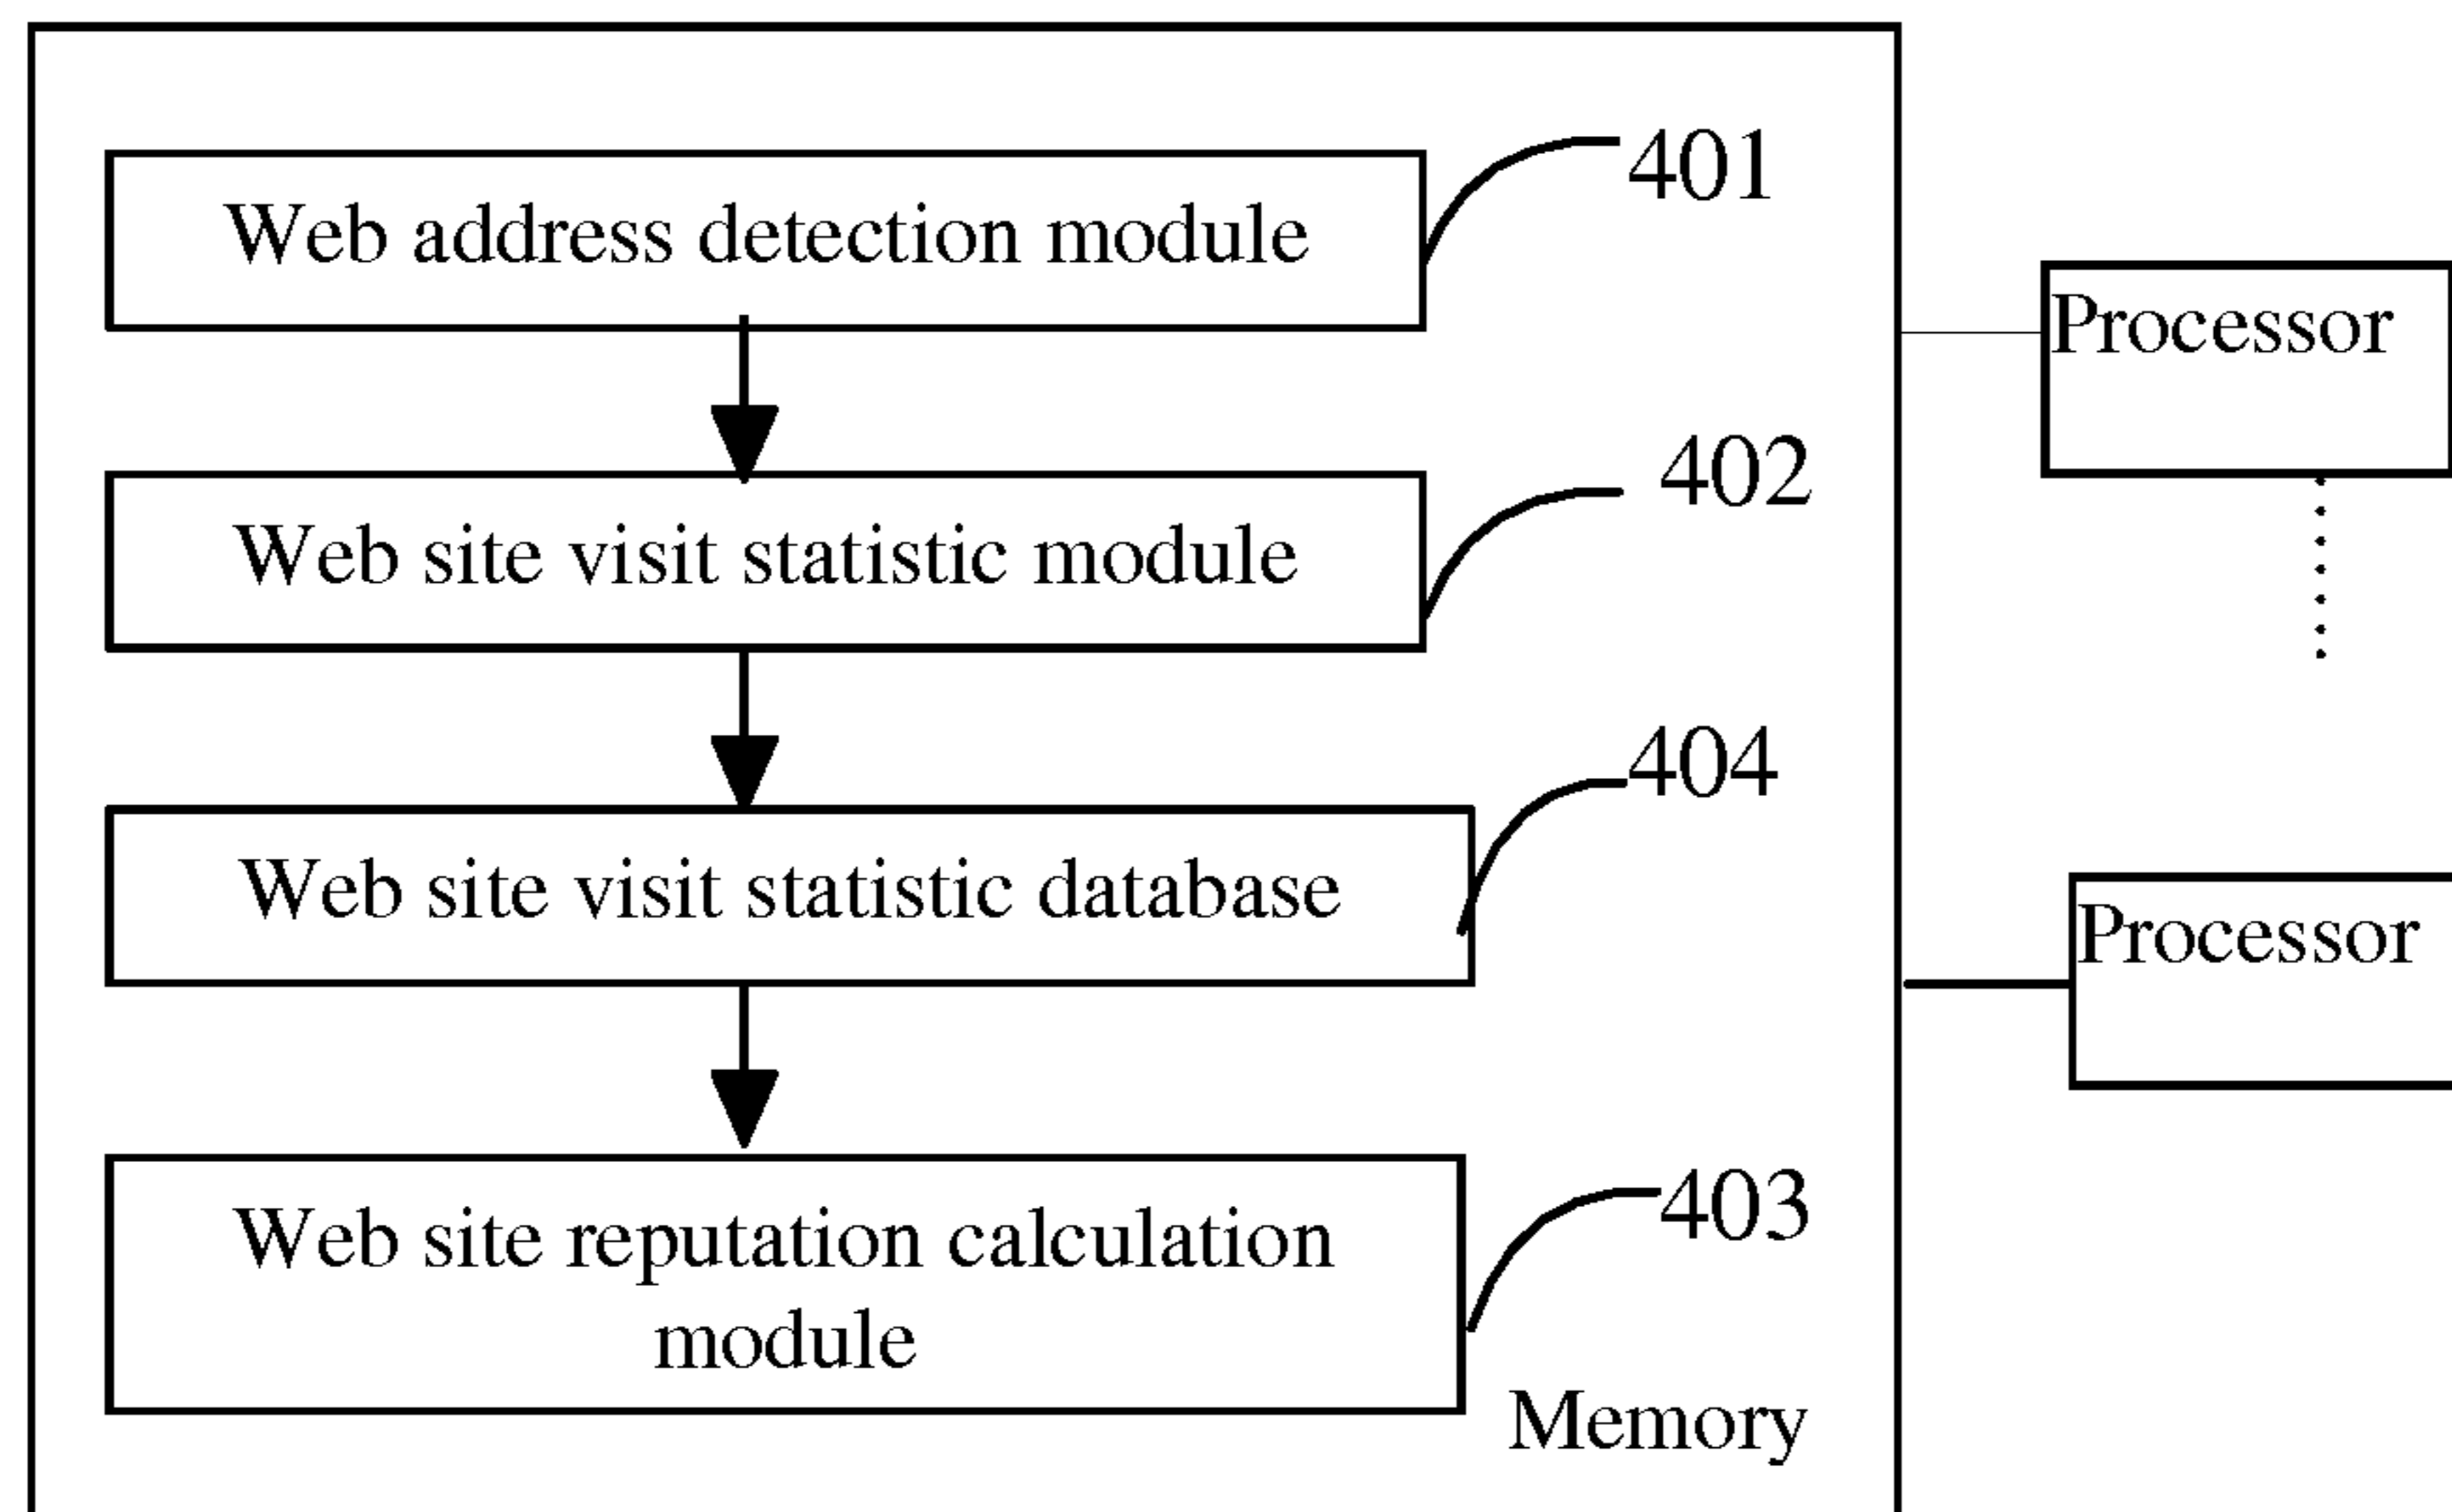 401
Web address detection module
Processor
402
Web site visit statistic module
404
Web site visit statistic database
Processor
403
Web site reputation calculation
module
Memory